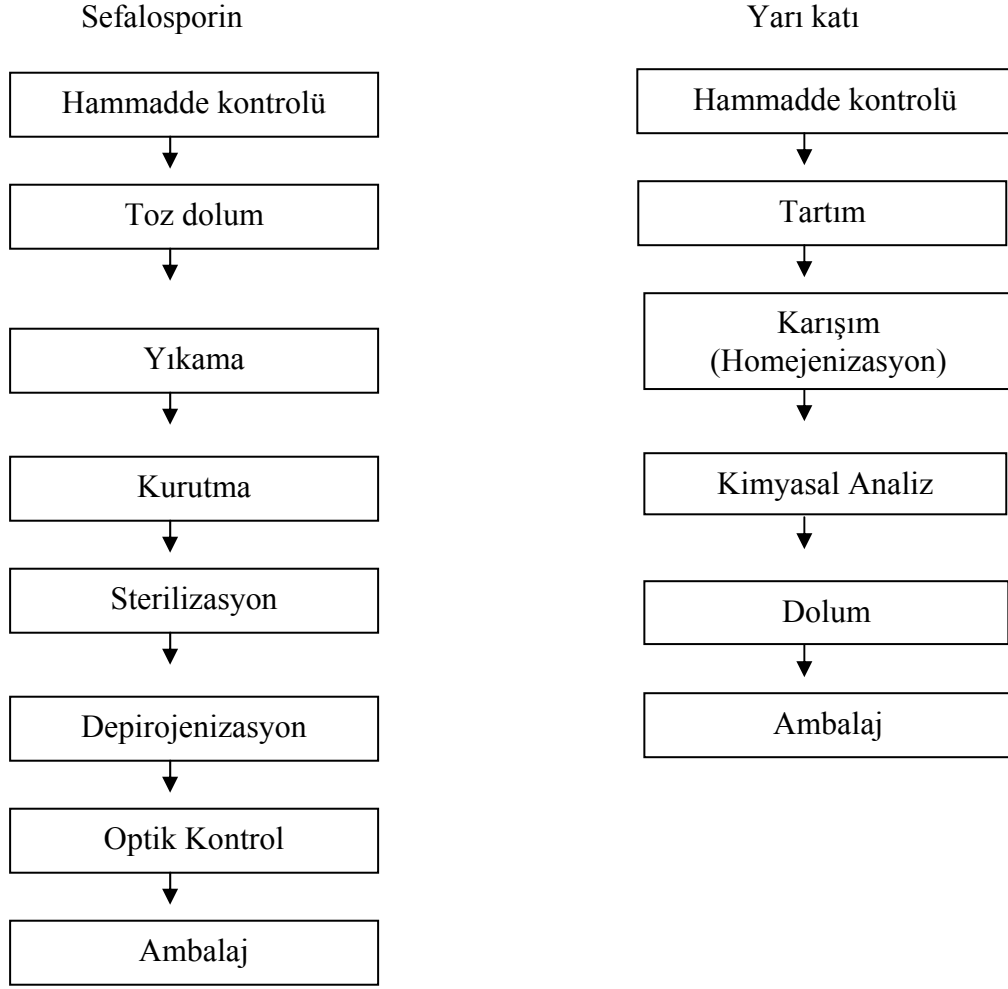 Sefalosporin
Hammadde kontrolü
Toz dolum
Yıkama
Kurutma
Sterilizasyon
Depirojenizasyon
Optik Kontrol
Ambalaj
Yarı katı
Hammadde kontrolü
Tartım
Karışım
(Homejenizasyon)
Kimyasal Analiz
Dolum
Ambalaj